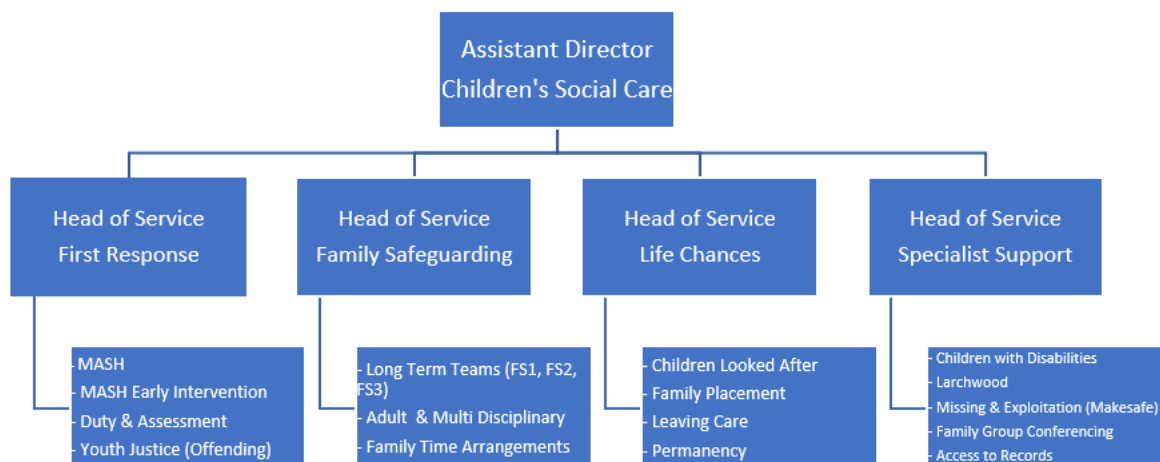 Assistant Director
Children's Social Care
Head of Service
First Response
Head of Service
Family Safeguarding
Head of Service
Life Chances
Head of Service
Specialist Support
- MASH
- MASH Early Intervention
- Duty & Assessment
- Youth Justice (Offending)
- Long Term Teams (FS1, FS2,
FS3)
- Adult & Multi Disciplinary
- Family Time Arrangements
- Children Looked After
- Family Placement
- Leaving Care
- Permanency
- Children with Disabilities
- Larchwood
- Missing & Exploitation (Makesafe)
- Family Group Conferencing
- Access to Records